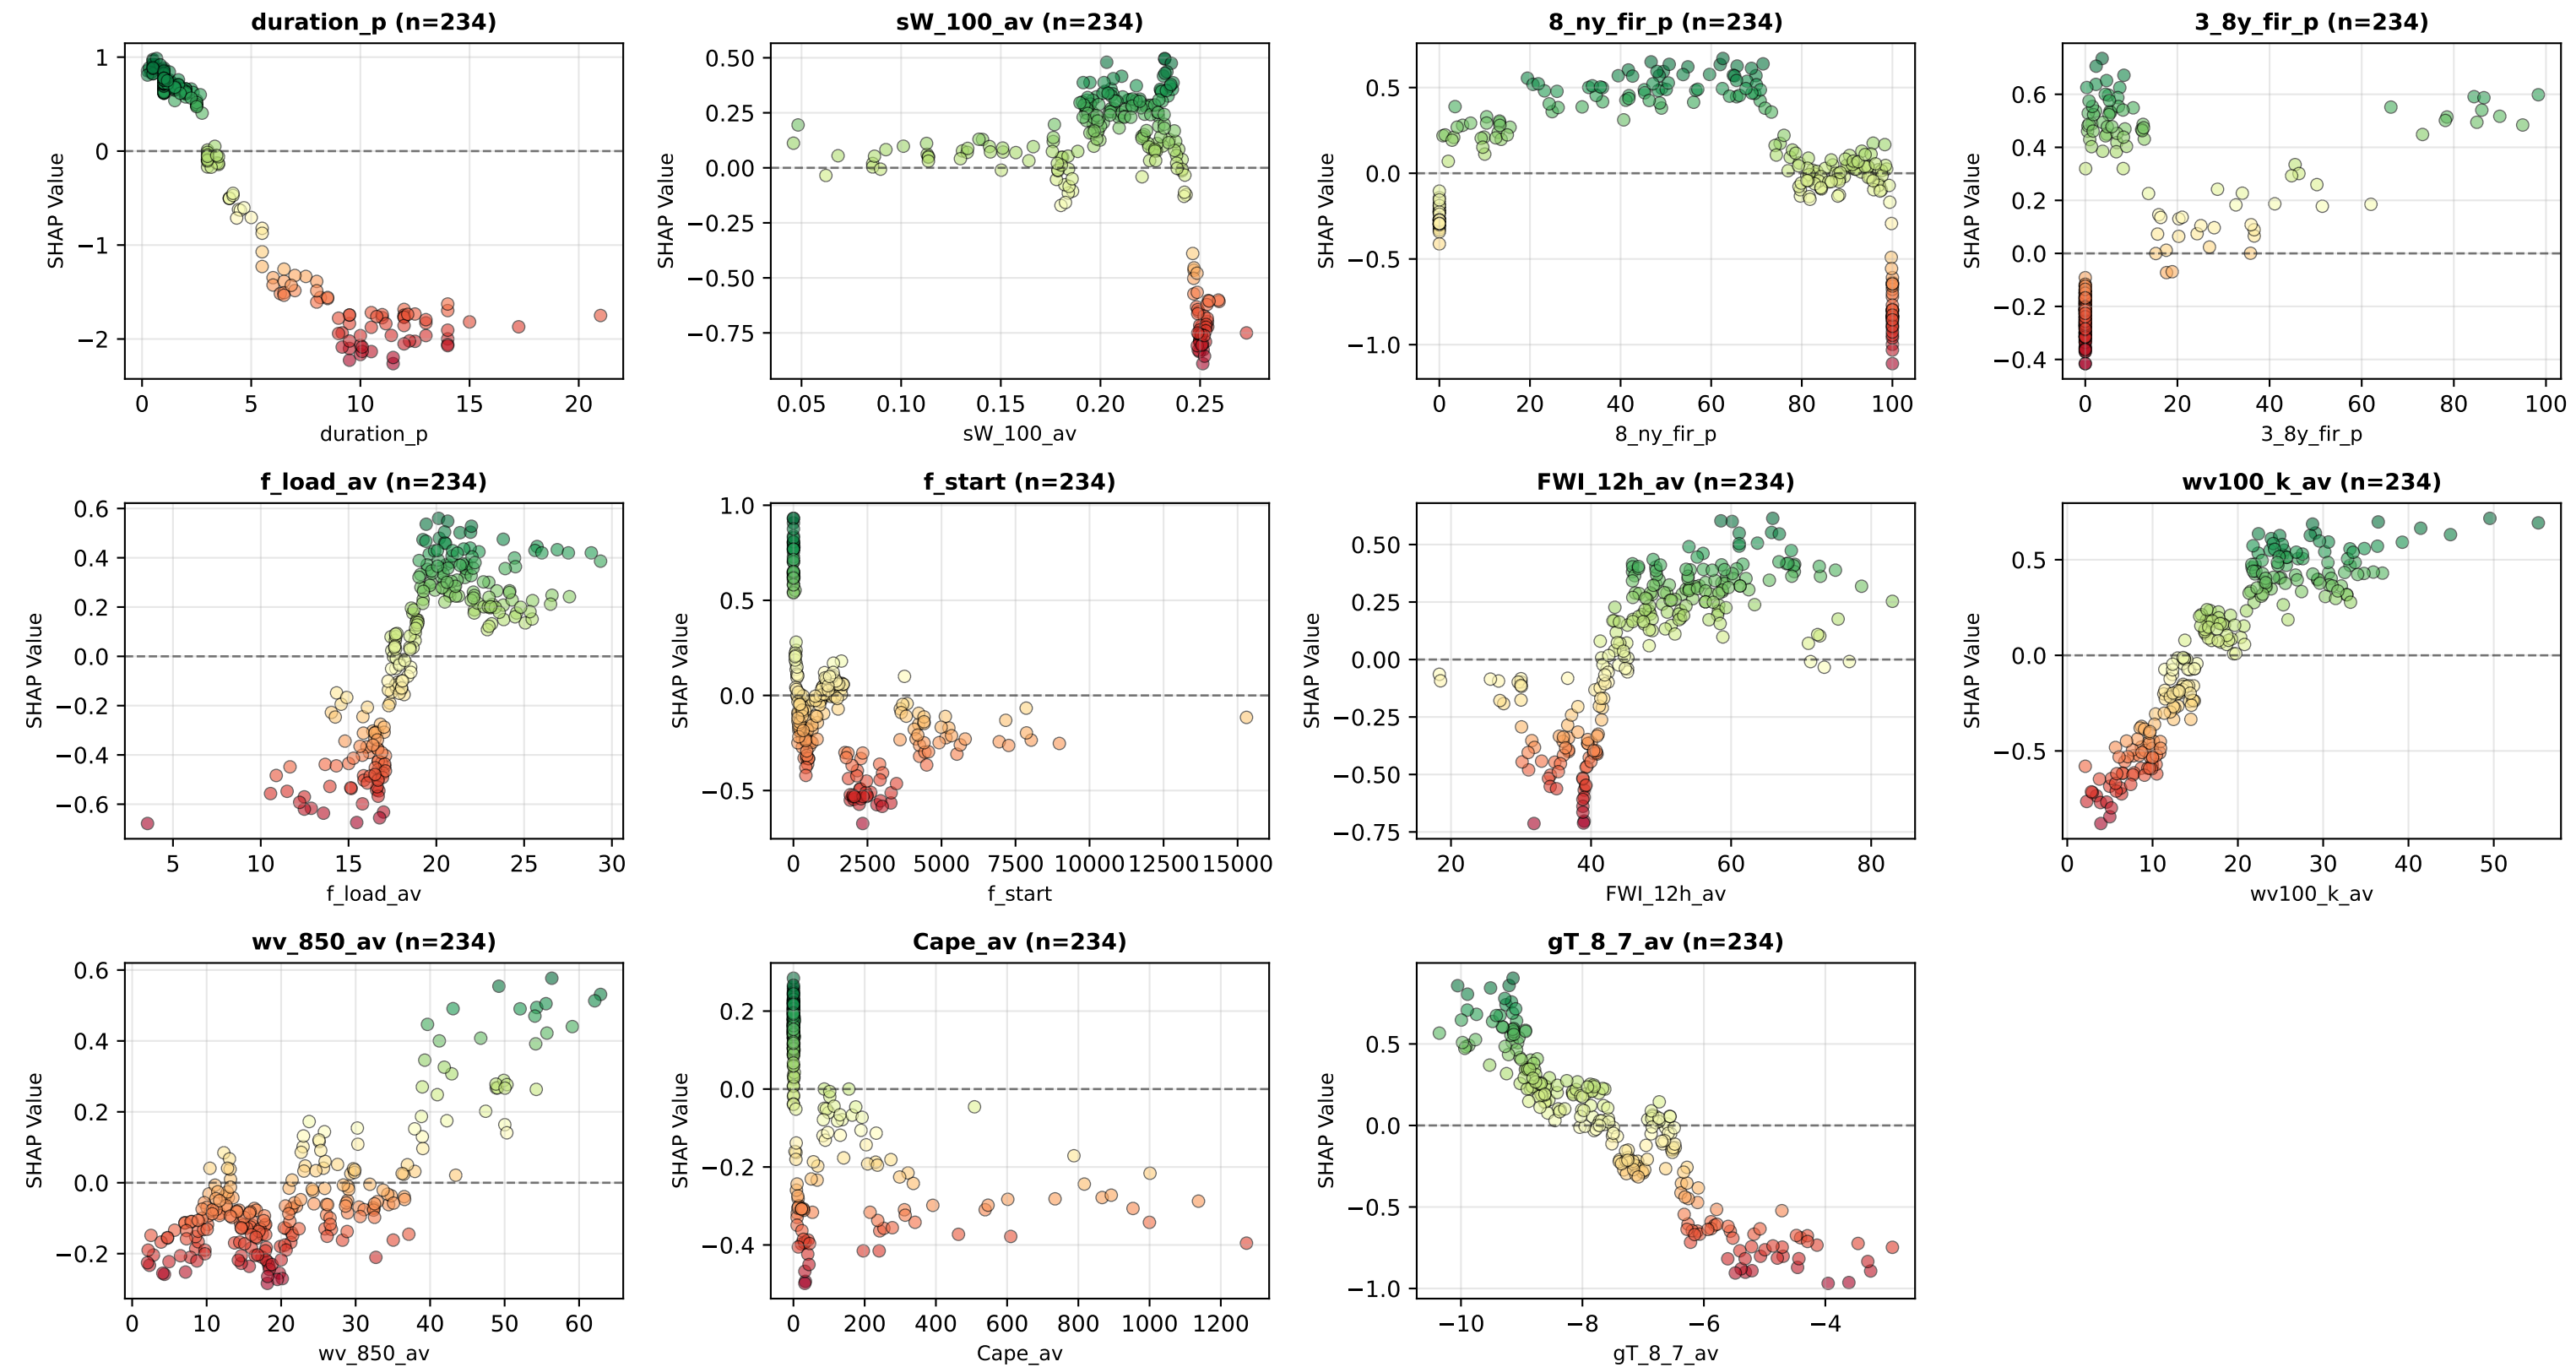 duration_p (n=234)
1
0
−1
−2
SHAP Value
0 5 10 15 20
duration_p
sW_100_av (n=234)
0.50
0.25
0.00
−0.25
−0.50
−0.75
SHAP Value
0.05 0.10 0.15 0.20 0.25
sW_100_av
8_ny_fir_p (n=234)
0.5
0.0
−0.5
−1.0
SHAP Value
0 20 40 60 80 100
8_ny_fir_p
3_8y_fir_p (n=234)
0.6
0.4
0.2
0.0
−0.2
−0.4
SHAP Value
0 20 40 60 80 100
3_8y_fir_p
f_load_av (n=234)
0.6
0.4
0.2
0.0
−0.2
−0.4
−0.6
SHAP Value
5 10 15 20 25 30
f_load_av
f_start (n=234)
1.0
0.5
0.0
−0.5
SHAP Value
0 2500 5000 7500 10000 12500 15000
f_start
FWI_12h_av (n=234)
0.50
0.25
0.00
−0.25
−0.50
−0.75
SHAP Value
20 40 60 80
FWI_12h_av
wv100_k_av (n=234)
0.5
0.0
−0.5
SHAP Value
0 10 20 30 40 50
wv100_k_av
wv_850_av (n=234)
0.6
0.4
0.2
0.0
−0.2
SHAP Value
0 10 20 30 40 50 60
wv_850_av
Cape_av (n=234)
0.2
0.0
−0.2
−0.4
SHAP Value
0 200 400 600 800 1000 1200
Cape_av
gT_8_7_av (n=234)
0.5
0.0
−0.5
−1.0
SHAP Value
−10 −8 −6 −4
gT_8_7_av